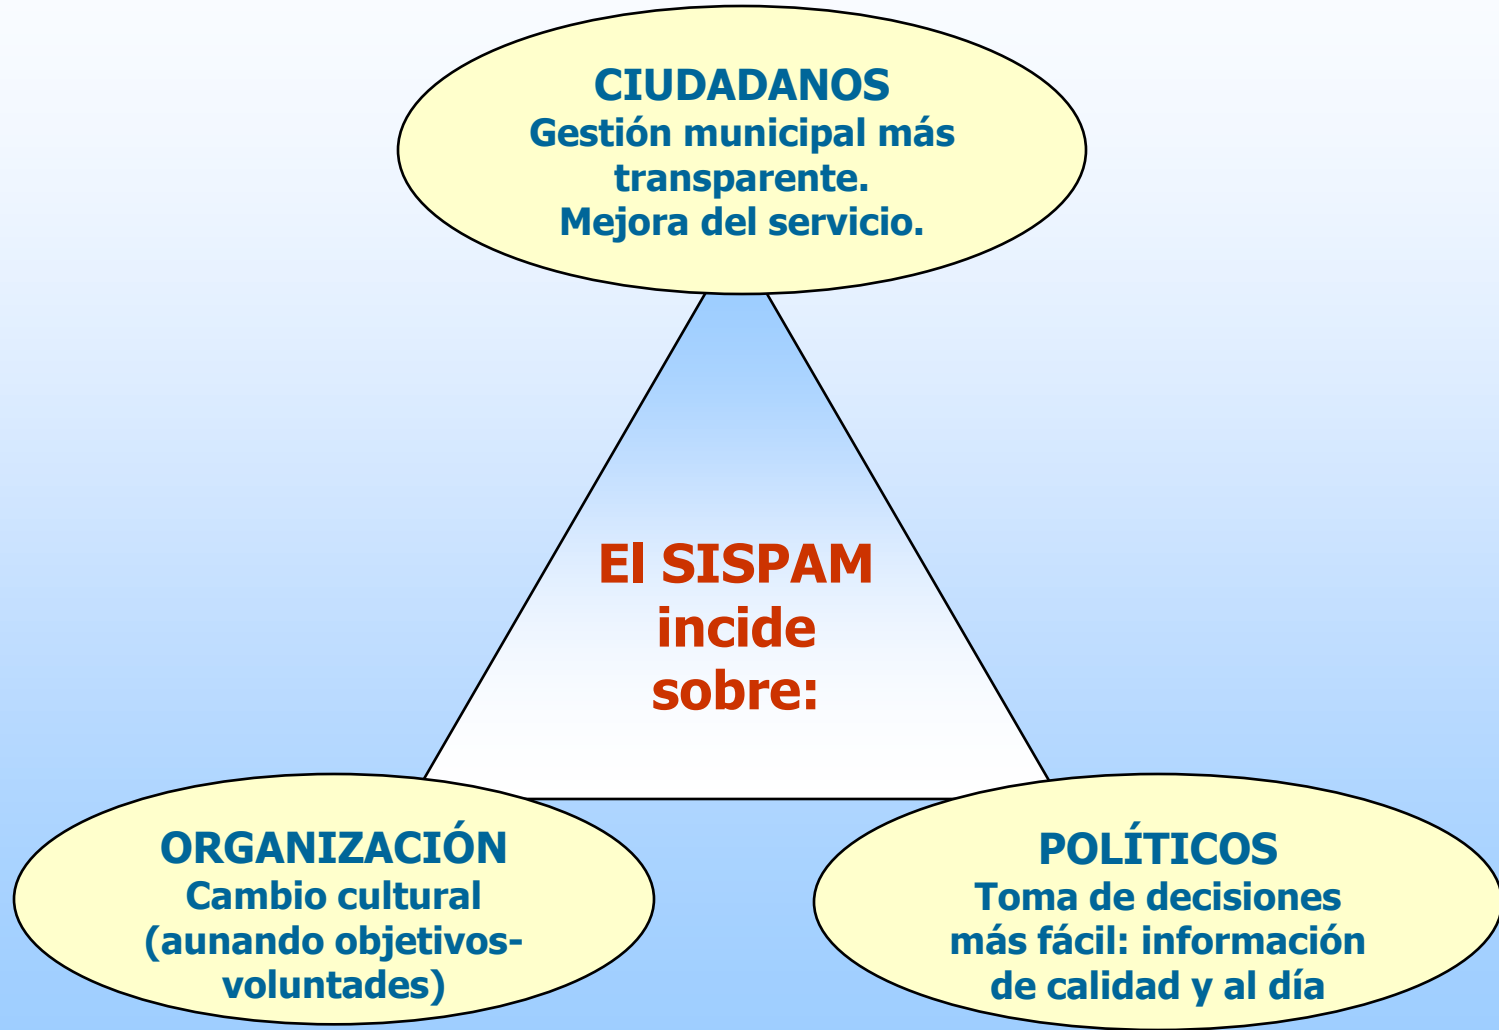 CIUDADANOS
Gestión municipal más
transparente.
Mejora del servicio.
El SISPAM
incide
sobre:
ORGANIZACIÓN
Cambio cultural
(aunando objetivos-
voluntades)
POLÍTICOS
Toma de decisiones
más fácil: información
de calidad y al día